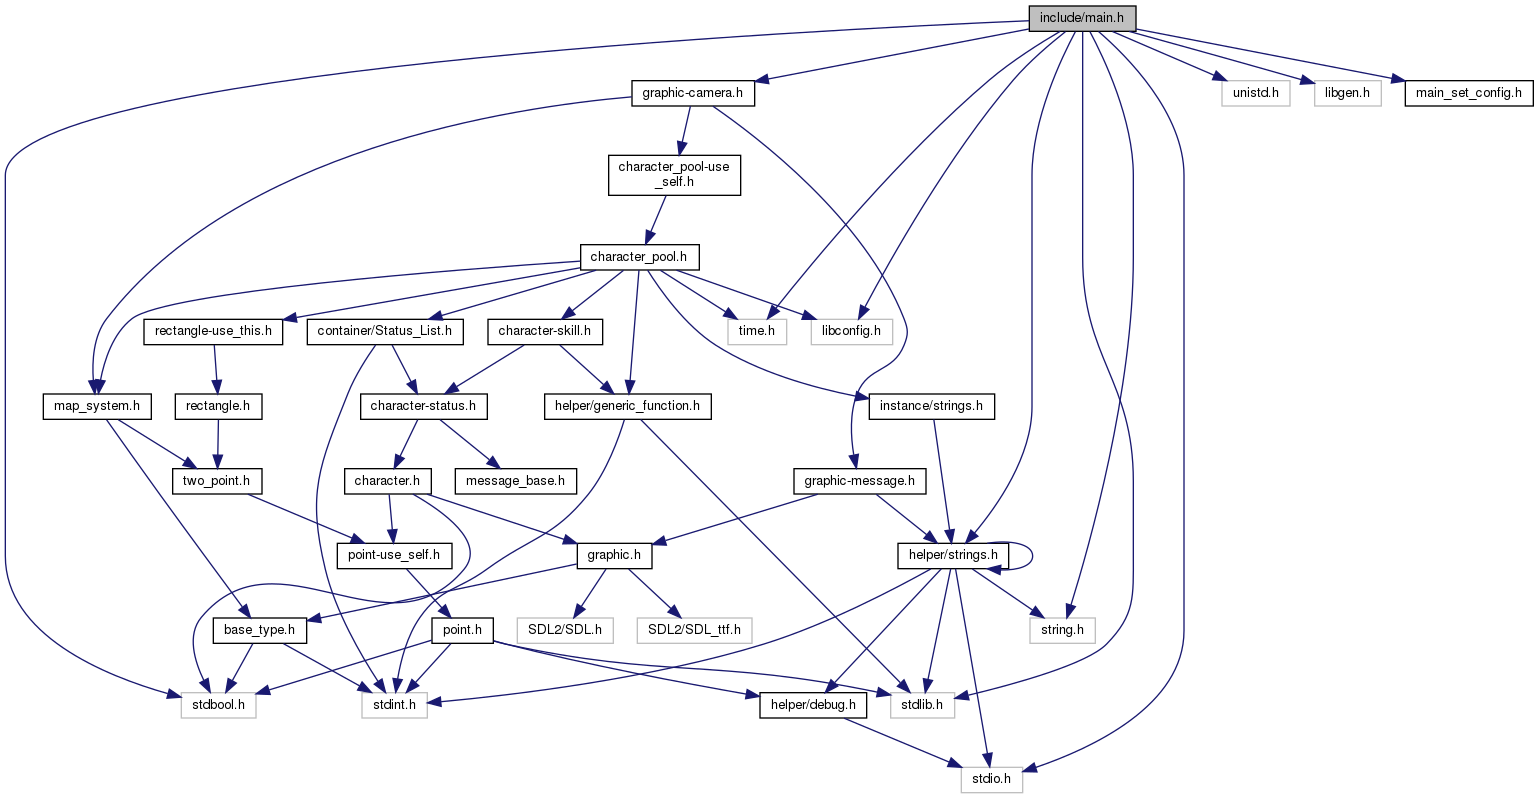 include/main.h
graphic-camera.h
unistd.h
libgen.h
main_set_config.h
character_pool-use
_self.h
character_pool.h
rectangle-use_this.h
container/Status_List.h
character-skill.h
time.h
libconfig.h
map_system.h
rectangle.h
character-status.h
helper/generic_function.h
instance/strings.h
two_point.h
character.h
message_base.h
graphic-message.h
point-use_self.h
graphic.h
helper/strings.h
base_type.h
point.h
SDL2/SDL.h
SDL2/SDL_ttf.h
string.h
stdbool.h
stdint.h
helper/debug.h
stdlib.h
stdio.h